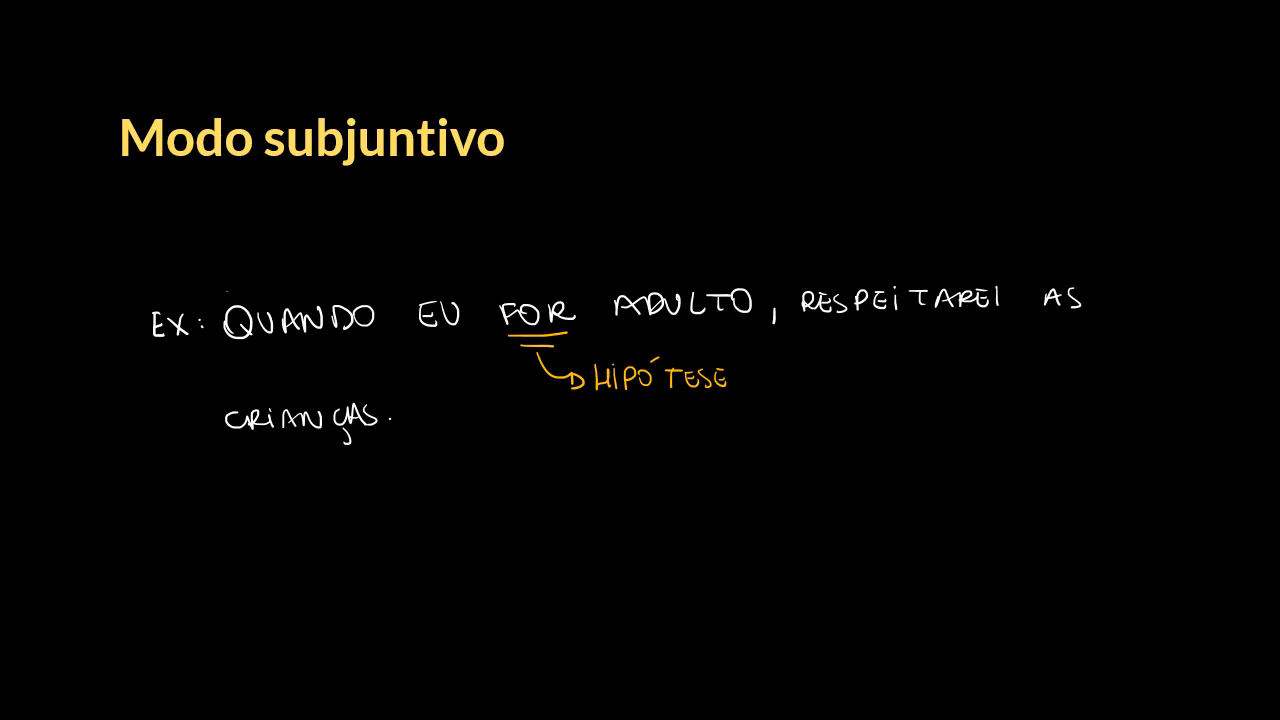 Modo subjuntivo
EX: QUANDO EU FOR ADULTO, RESPEITAREI AS
HIPÓTESE
CRIANÇAS.